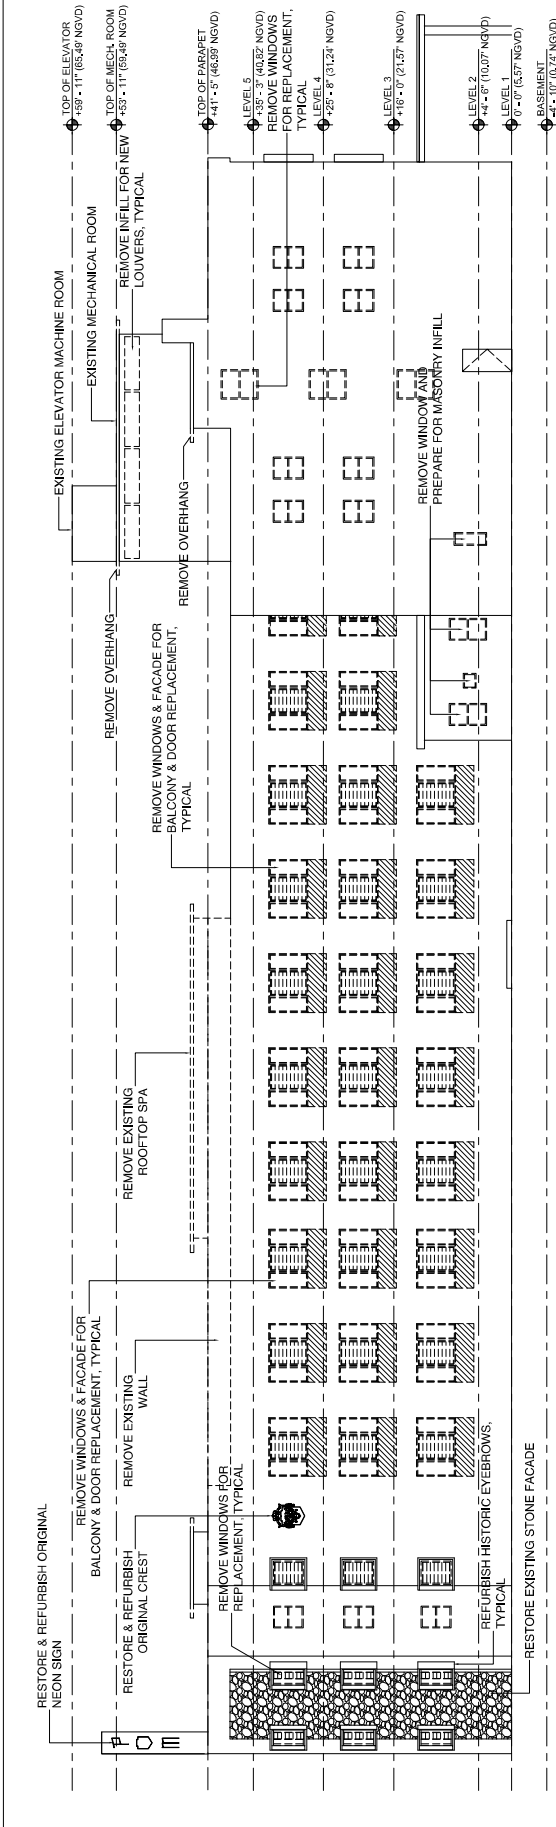 TOP OF ELEVATOR
+59' - 11" (65.49' NGVD)
TOP OF MECH. ROOM
+53' - 11" (59.49' NGVD)
TOP OF PARAPET
+41' - 5" (46.99' NGVD)
LEVEL 5
+35' - 3" (40.82' NGVD)
REMOVE WINDOWS
FOR REPLACEMENT,
TYPICAL
LEVEL 4
+25' - 8" (31.24' NGVD)
LEVEL 3
+16' - 0" (21.57' NGVD)
LEVEL 2
+4' - 6" (10.07' NGVD)
LEVEL 1
0' - 0" (5.57' NGVD)
BASEMENT
-4' - 10" (0.74' NGVD)
EXISTING ELEVATOR MACHINE ROOM
EXISTING MECHANICAL ROOM
REMOVE INFILL FOR NEW
LOUVERS, TYPICAL
REMOVE OVERHANG
REMOVE OVERHANG
REMOVE WINDOW AND
PREPARE FOR MASONRY INFILL
REMOVE WINDOWS & FACADE FOR
BALCONY & DOOR REPLACEMENT,
TYPICAL
REMOVE EXISTING
ROOFTOP SPA
REMOVE WINDOWS & FACADE FOR
BALCONY & DOOR REPLACEMENT, TYPICAL
REMOVE EXISTING
WALL
RESTORE & REFURBISH ORIGINAL
NEON SIGN
RESTORE & REFURBISH
ORIGINAL CREST
REMOVE WINDOWS FOR
REPLACEMENT, TYPICAL
REFURBISH HISTORIC EYEBROWS,
TYPICAL
RESTORE EXISTING STONE FACADE